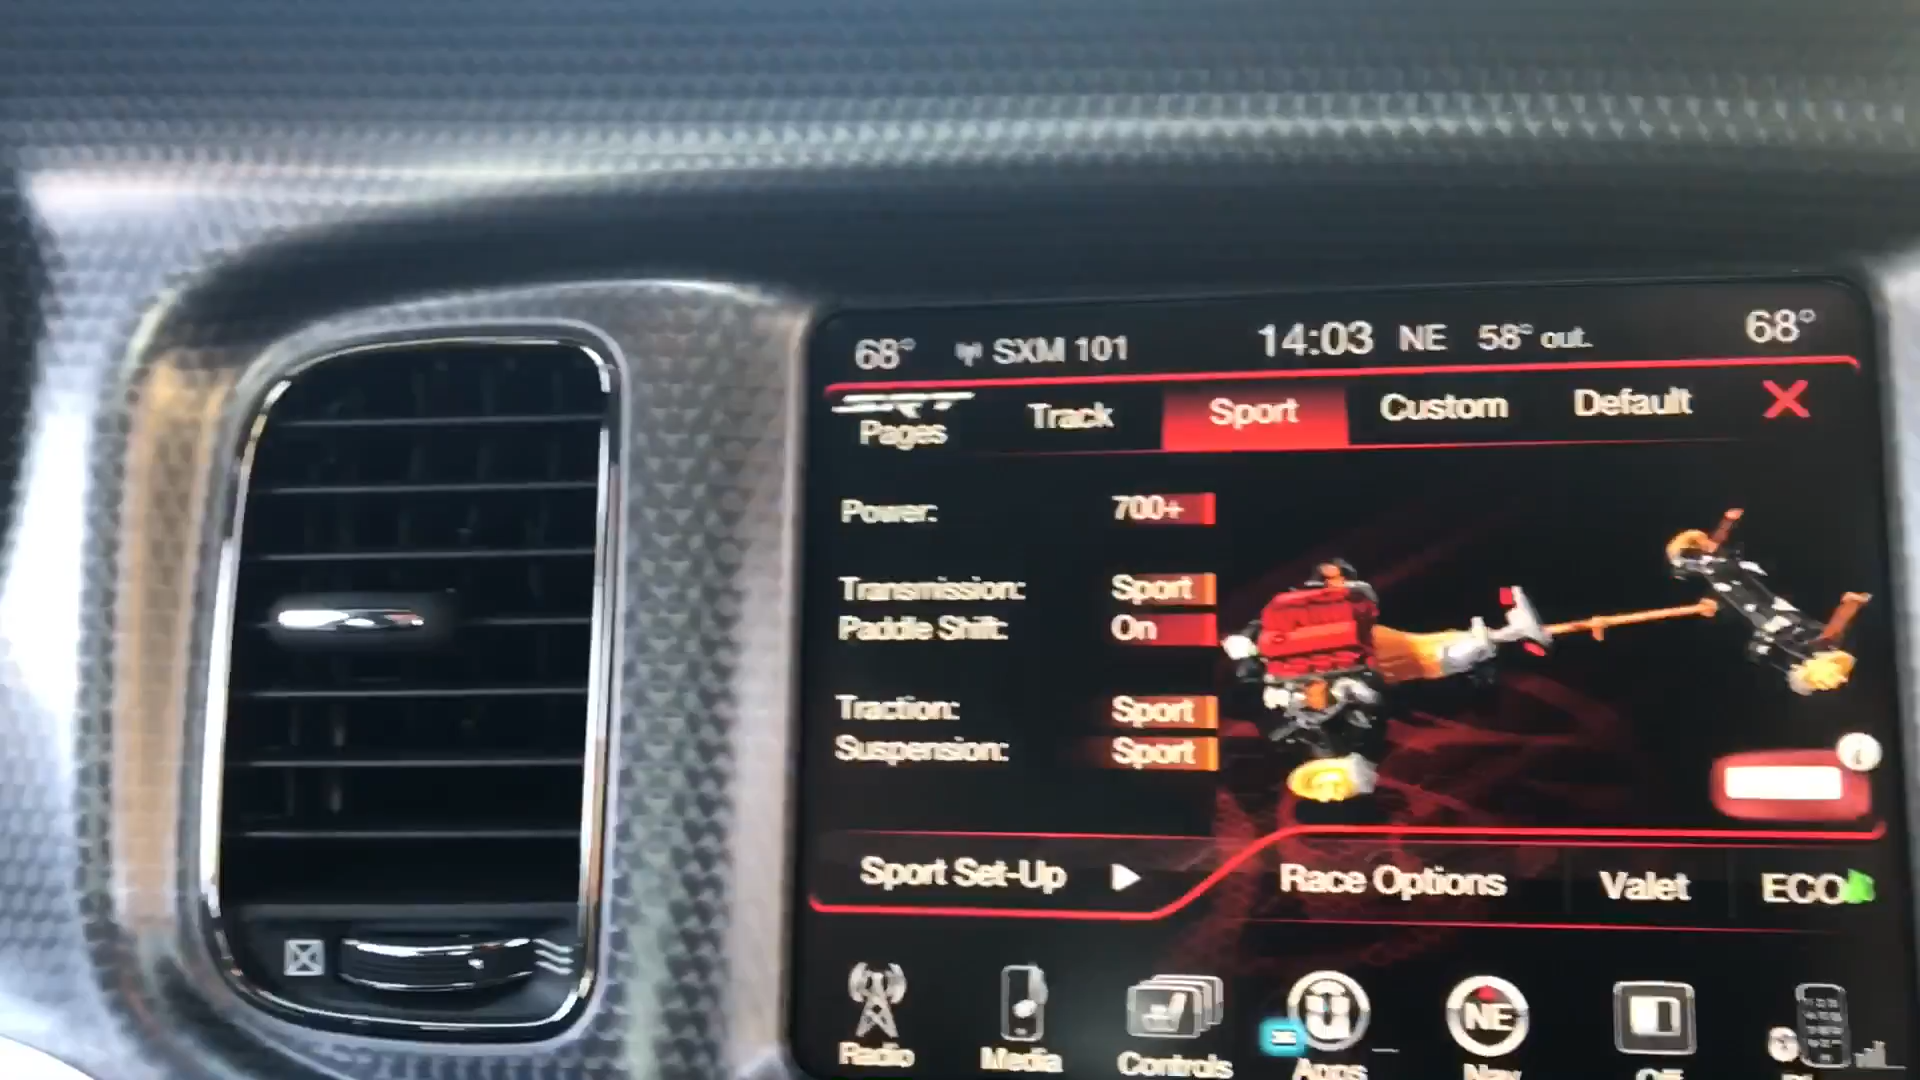 68° SXM 101 14:03 NE 58° out. 68°
SRT Pages Track Sport Custom Default X
Power: 700+
Transmission: Sport
Paddle Shift: On
Traction: Sport
Suspension: Sport
Sport Set-Up Race Options Valet ECO
NE
Radio Media Controls Apps Nav